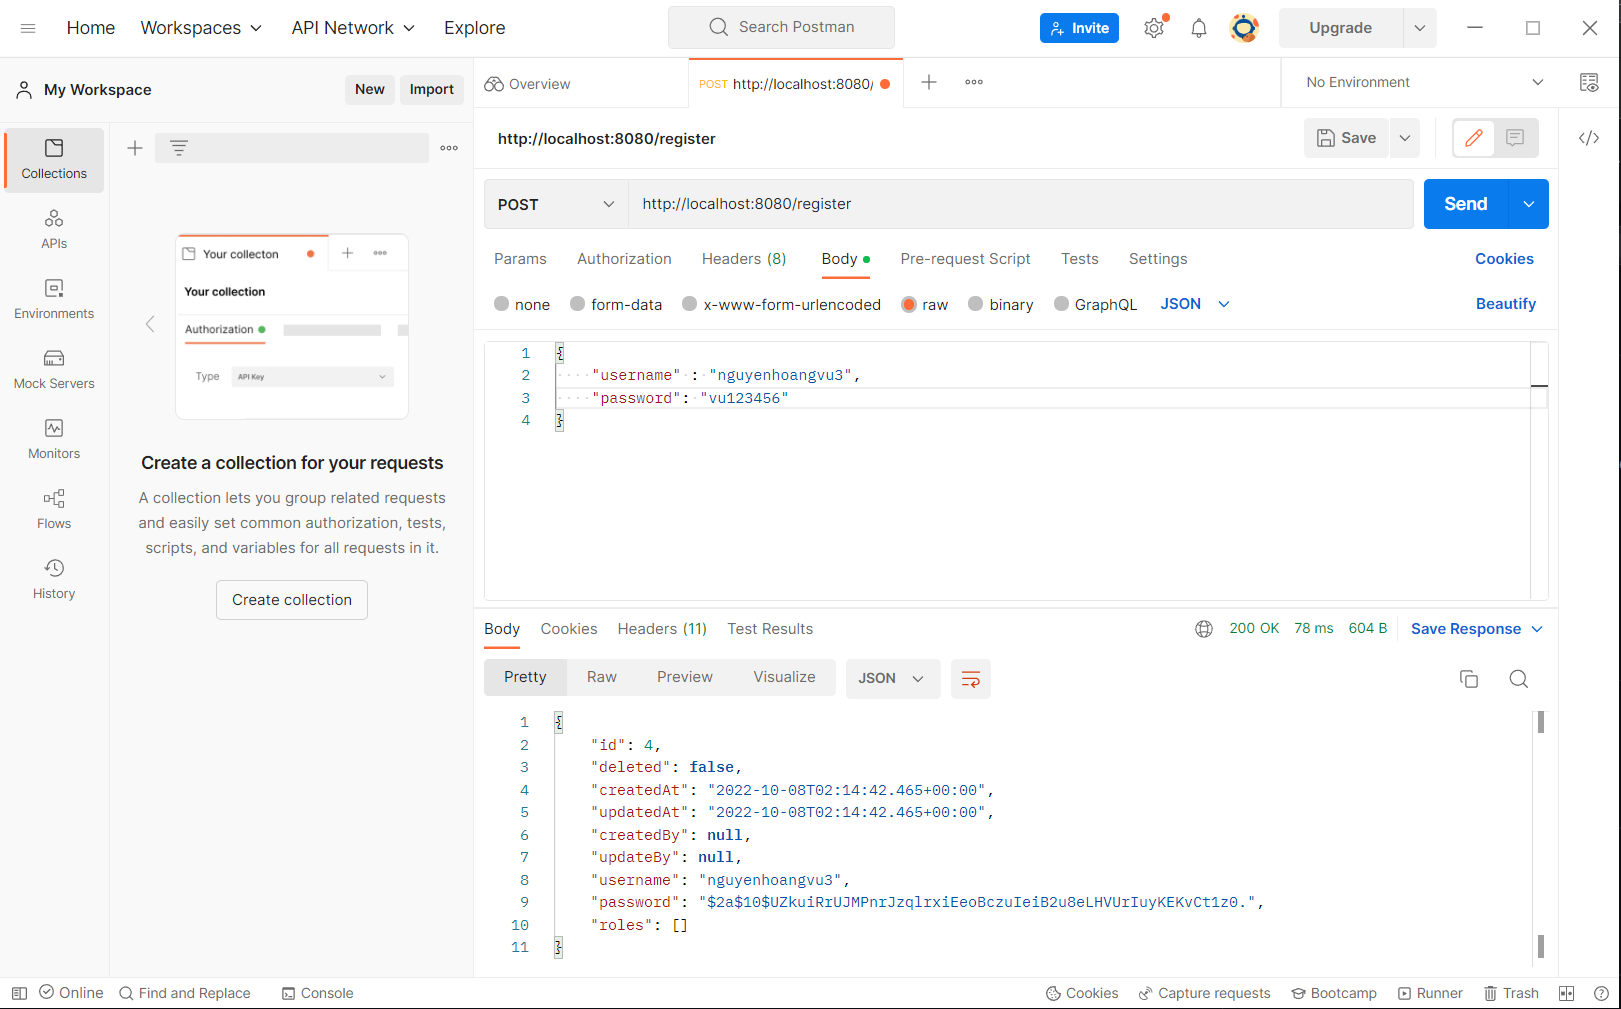 Home Workspaces API Network Explore Search Postman Invite Upgrade
My Workspace New Import
Overview POST http://localhost:8080/ No Environment
http://localhost:8080/register Save
Collections
APIs
Environments
Mock Servers
Monitors
Flows
History
Your collecton
Your collection
Authorization
Type API Key
Create a collection for your requests
A collection lets you group related requests
and easily set common authorization, tests,
scripts, and variables for all requests in it.
Create collection
POST http://localhost:8080/register Send
Params Authorization Headers (8) Body Pre-request Script Tests Settings Cookies
none form-data x-www-form-urlencoded raw binary GraphQL JSON Beautify
1 {
2 "username" : "nguyenhoangvu3",
3 "password": "vu123456"
4 }
Body Cookies Headers (11) Test Results 200 OK 78 ms 604 B Save Response
Pretty Raw Preview Visualize JSON
1 {
2 "id": 4,
3 "deleted": false,
4 "createdAt": "2022-10-08T02:14:42.465+00:00",
5 "updatedAt": "2022-10-08T02:14:42.465+00:00",
6 "createdBy": null,
7 "updateBy": null,
8 "username": "nguyenhoangvu3",
9 "password": "$2a$10$UZkuiRrUJMPnrJzqlrxiEeoBczuIeiB2u8eLHVUrIuyKEKvCt1z0.",
10 "roles": []
11 }
Online Find and Replace Console Cookies Capture requests Bootcamp Runner Trash